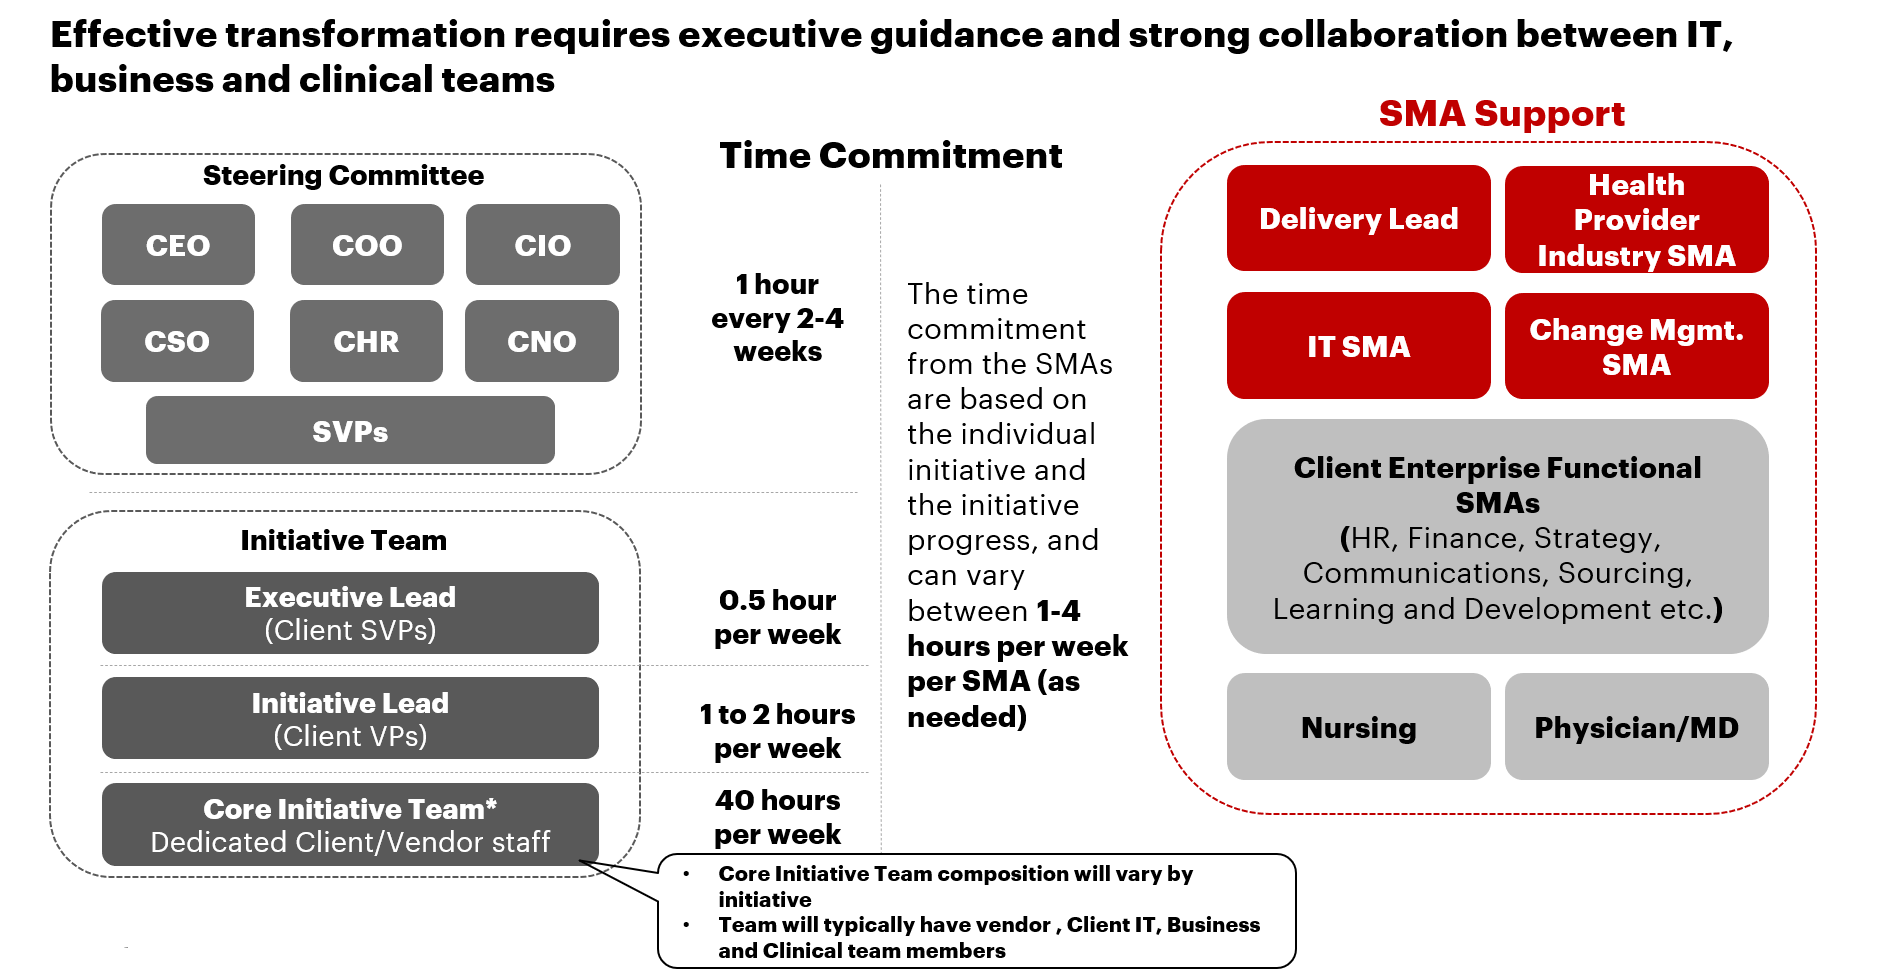 Effective transformation requires executive guidance and strong collaboration between IT,
business and clinical teams
Steering Committee
CEO
COO
CIO
CSO
CHR
CNO
SVPs
Initiative Team
Executive Lead
(Client SVPs)
Initiative Lead
(Client VPs)
Core Initiative Team*
Dedicated Client/Vendor staff
Time Commitment
1 hour
every 2-4
weeks
0.5 hour
per week
1 to 2 hours
per week
40 hours
per week
The time
commitment
from the SMAs
are based on
the individual
initiative and
the initiative
progress, and
can vary
between 1-4
hours per week
per SMA (as
needed)
SMA Support
Delivery Lead
Health
Provider
Industry SMA
IT SMA
Change Mgmt.
SMA
Client Enterprise Functional
SMAs
(HR, Finance, Strategy,
Communications, Sourcing,
Learning and Development etc.)
Nursing
Physician/MD
• Core Initiative Team composition will vary by
initiative
• Team will typically have vendor , Client IT, Business
and Clinical team members